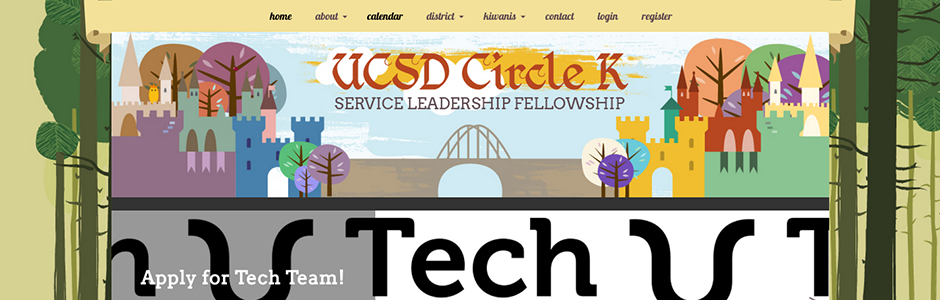 home about calendar district kiwanis contact login register
UCSD Circle K
SERVICE LEADERSHIP FELLOWSHIP
Tech
Apply for Tech Team!